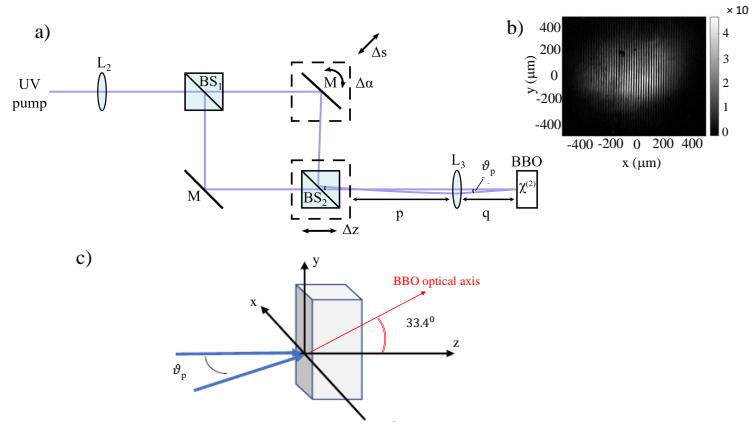 a)
UV
pump
L₂
BS₁
M
Δα
Δs
M
BS₂
Δz
p
L₃
q
ϑₚ
BBO
χ⁽²⁾
b)
× 10
y (μm)
400
200
0
-200
-400
-400 -200 0 200 400
x (μm)
4
3
2
1
0
c)
y
x
z
BBO optical axis
33.4⁰
ϑₚ